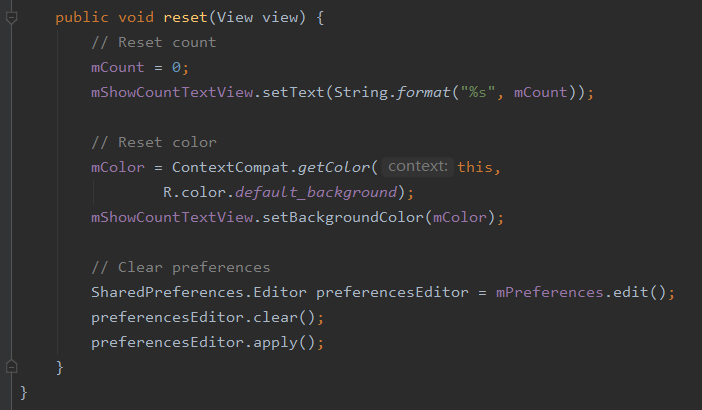 public void reset(View view) {
// Reset count
mCount = 0;
mShowCountTextView.setText(String.format("%s", mCount));
// Reset color
mColor = ContextCompat.getColor( context: this,
R.color.default_background);
mShowCountTextView.setBackgroundColor(mColor);
// Clear preferences
SharedPreferences.Editor preferencesEditor = mPreferences.edit();
preferencesEditor.clear();
preferencesEditor.apply();
}
}